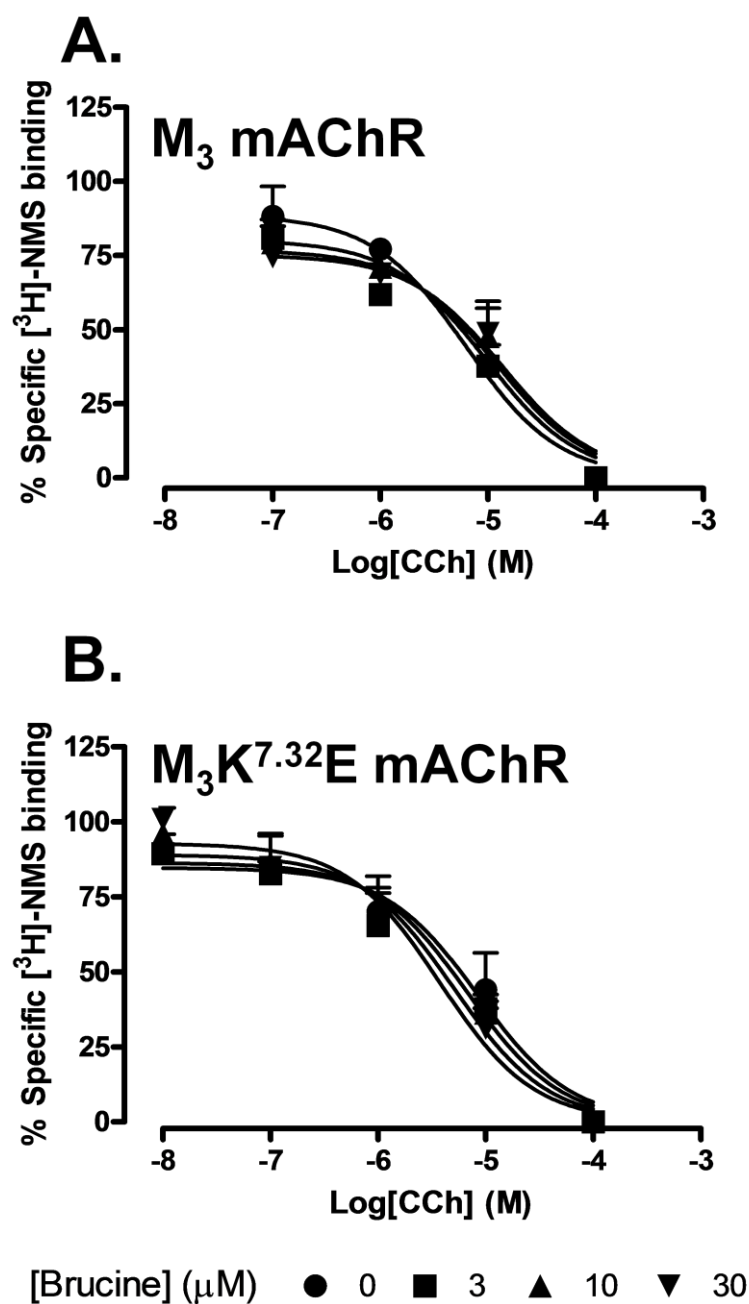 A.
M₃ mAChR
% Specific [³H]-NMS binding
125
100
75
50
25
0
-8 -7 -6 -5 -4 -3
Log[CCh] (M)
B.
M₃K⁷·³²E mAChR
% Specific [³H]-NMS binding
125
100
75
50
25
0
-8 -7 -6 -5 -4 -3
Log[CCh] (M)
[Brucine] (μM) ● 0 ■ 3 ▲ 10 ▼ 30